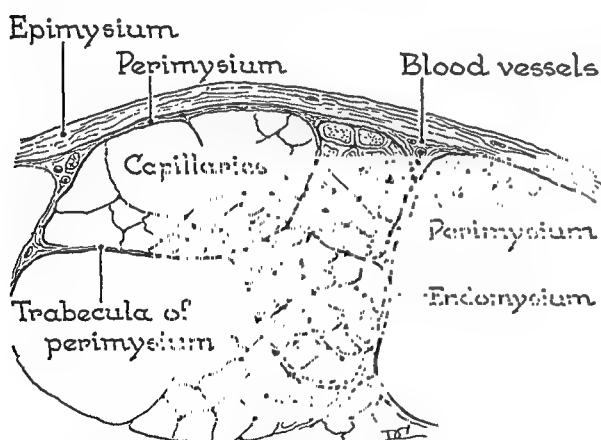 Epimysium
Perimysium
Blood vessels
Capillaries
Perimysium
Endomysium
Trabecula of
perimysium